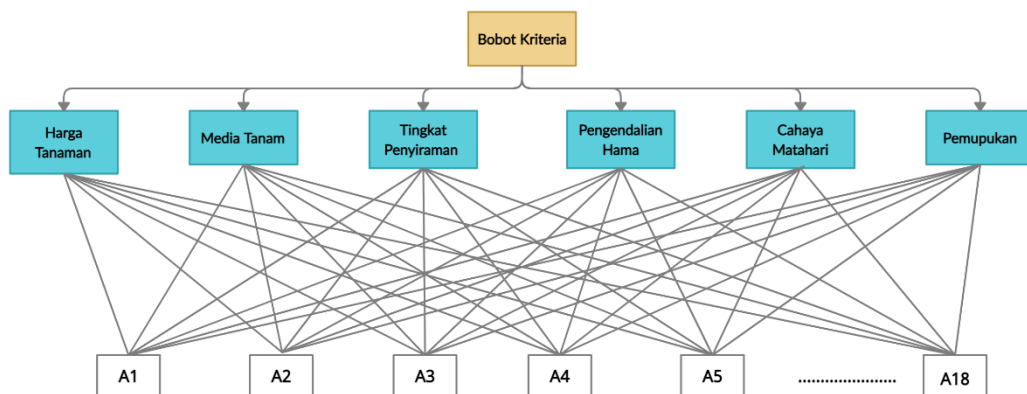 Bobot Kriteria
Harga
Tanaman
Media Tanam
Tingkat
Penyiraman
Pengendalian
Hama
Cahaya
Matahari
Pemupukan
A1
A2
A3
A4
A5
......................
A18